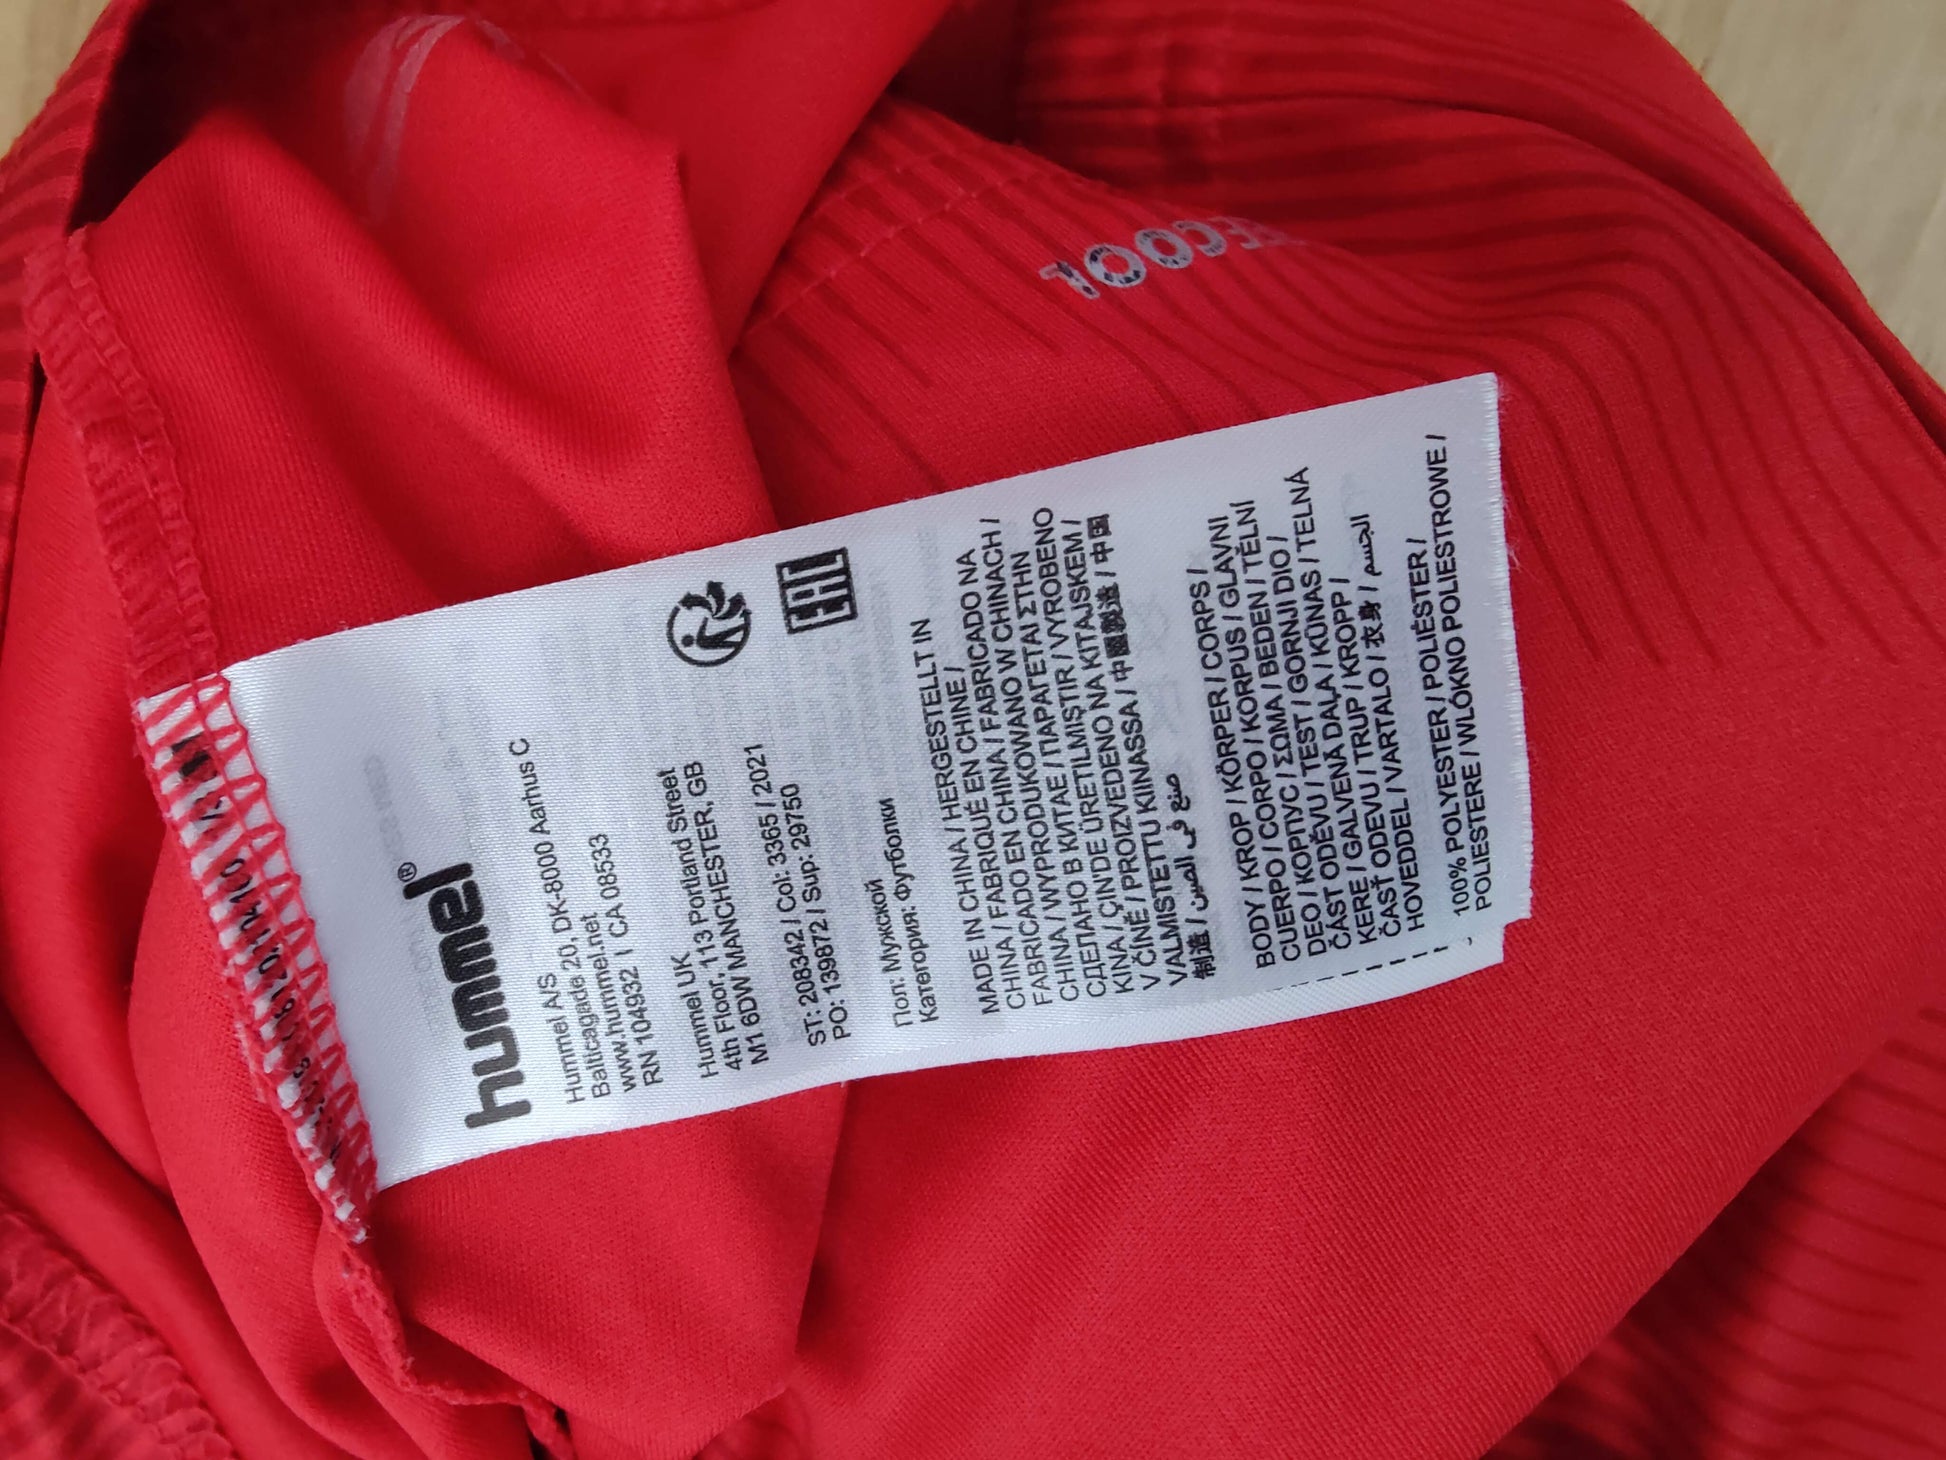 hummel®
Hummel A/S
Balticagade 20, DK-8000 Aarhus C
www.hummel.net
RN 104932 | CA 08533
Hummel UK
4th Floor, 113 Portland Street
M1 6DW MANCHESTER, GB
EAC
ST: 208342 / Col: 3365 / 2021
PO: 139872 / Sup: 29750
Пол: Мужской
Категория: Футболки
MADE IN CHINA / HERGESTELLT IN
CHINA / FABRIQUÉ EN CHINE /
FABRICADO EN CHINA / FABRICADO NA
CHINA / WYPRODUKOWANO W CHINACH /
СДЕЛАНО В КИТАЕ / ΠΑΡΑΓΕΤΑΙ ΣΤΗΝ
KINA / ÇINDE ÜRETILMIŞTIR / VYROBENO
V ČÍNĚ / PROIZVEDENO NA KITAJSKEM /
VALMISTETTU KIINASSA / 中國製造 / 中国
制造 / صنع في الصين
BODY / KROP / KÖRPER / CORPS /
CUERPO / CORPO / KORPUS / GLAVNI
DEO / КОРПУС / ΣΩΜΑ / BEDEN / TĚLNÍ
ČÁST ODĚVU / TEST / GORNJI DIO /
KERE / GALVENĀ DAĻA / KŪNAS / TELNÁ
ČASŤ ODEVU / TRUP / KROPP /
HOVEDDEL / VARTALO / 衣身 / الجسم
100% POLYESTER / POLIÉSTER /
POLIESTERE / WŁÓKNO POLIESTROWE /
ECOOL